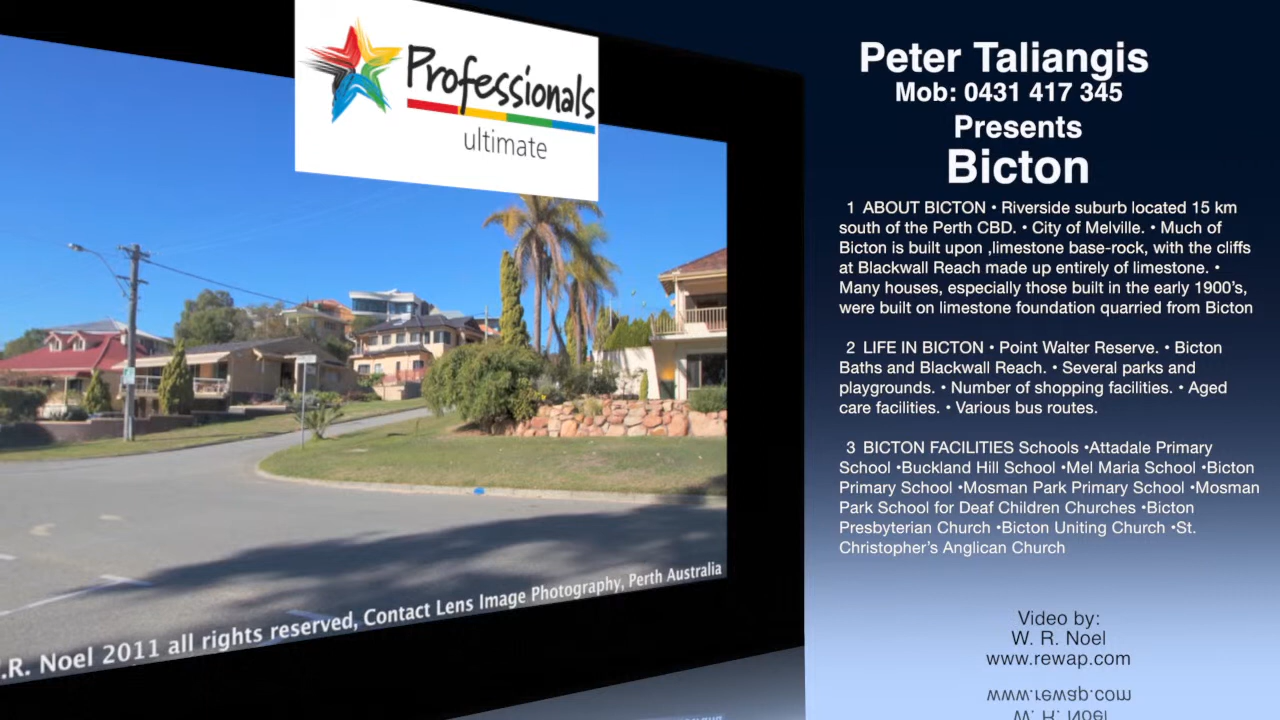 Professionals
ultimate
.R. Noel 2011 all rights reserved, Contact Lens Image Photography, Perth Australia
Peter Taliangis
Mob: 0431 417 345
Presents
Bicton
1 ABOUT BICTON • Riverside suburb located 15 km
south of the Perth CBD. • City of Melville. • Much of
Bicton is built upon ,limestone base-rock, with the cliffs
at Blackwall Reach made up entirely of limestone. •
Many houses, especially those built in the early 1900's,
were built on limestone foundation quarried from Bicton
2 LIFE IN BICTON • Point Walter Reserve. • Bicton
Baths and Blackwall Reach. • Several parks and
playgrounds. • Number of shopping facilities. • Aged
care facilities. • Various bus routes.
3 BICTON FACILITIES Schools •Attadale Primary
School •Buckland Hill School •Mel Maria School •Bicton
Primary School •Mosman Park Primary School •Mosman
Park School for Deaf Children Churches •Bicton
Presbyterian Church •Bicton Uniting Church •St.
Christopher's Anglican Church
Video by:
W. R. Noel
www.rewap.com
www.rewap.com
W. R. Noel